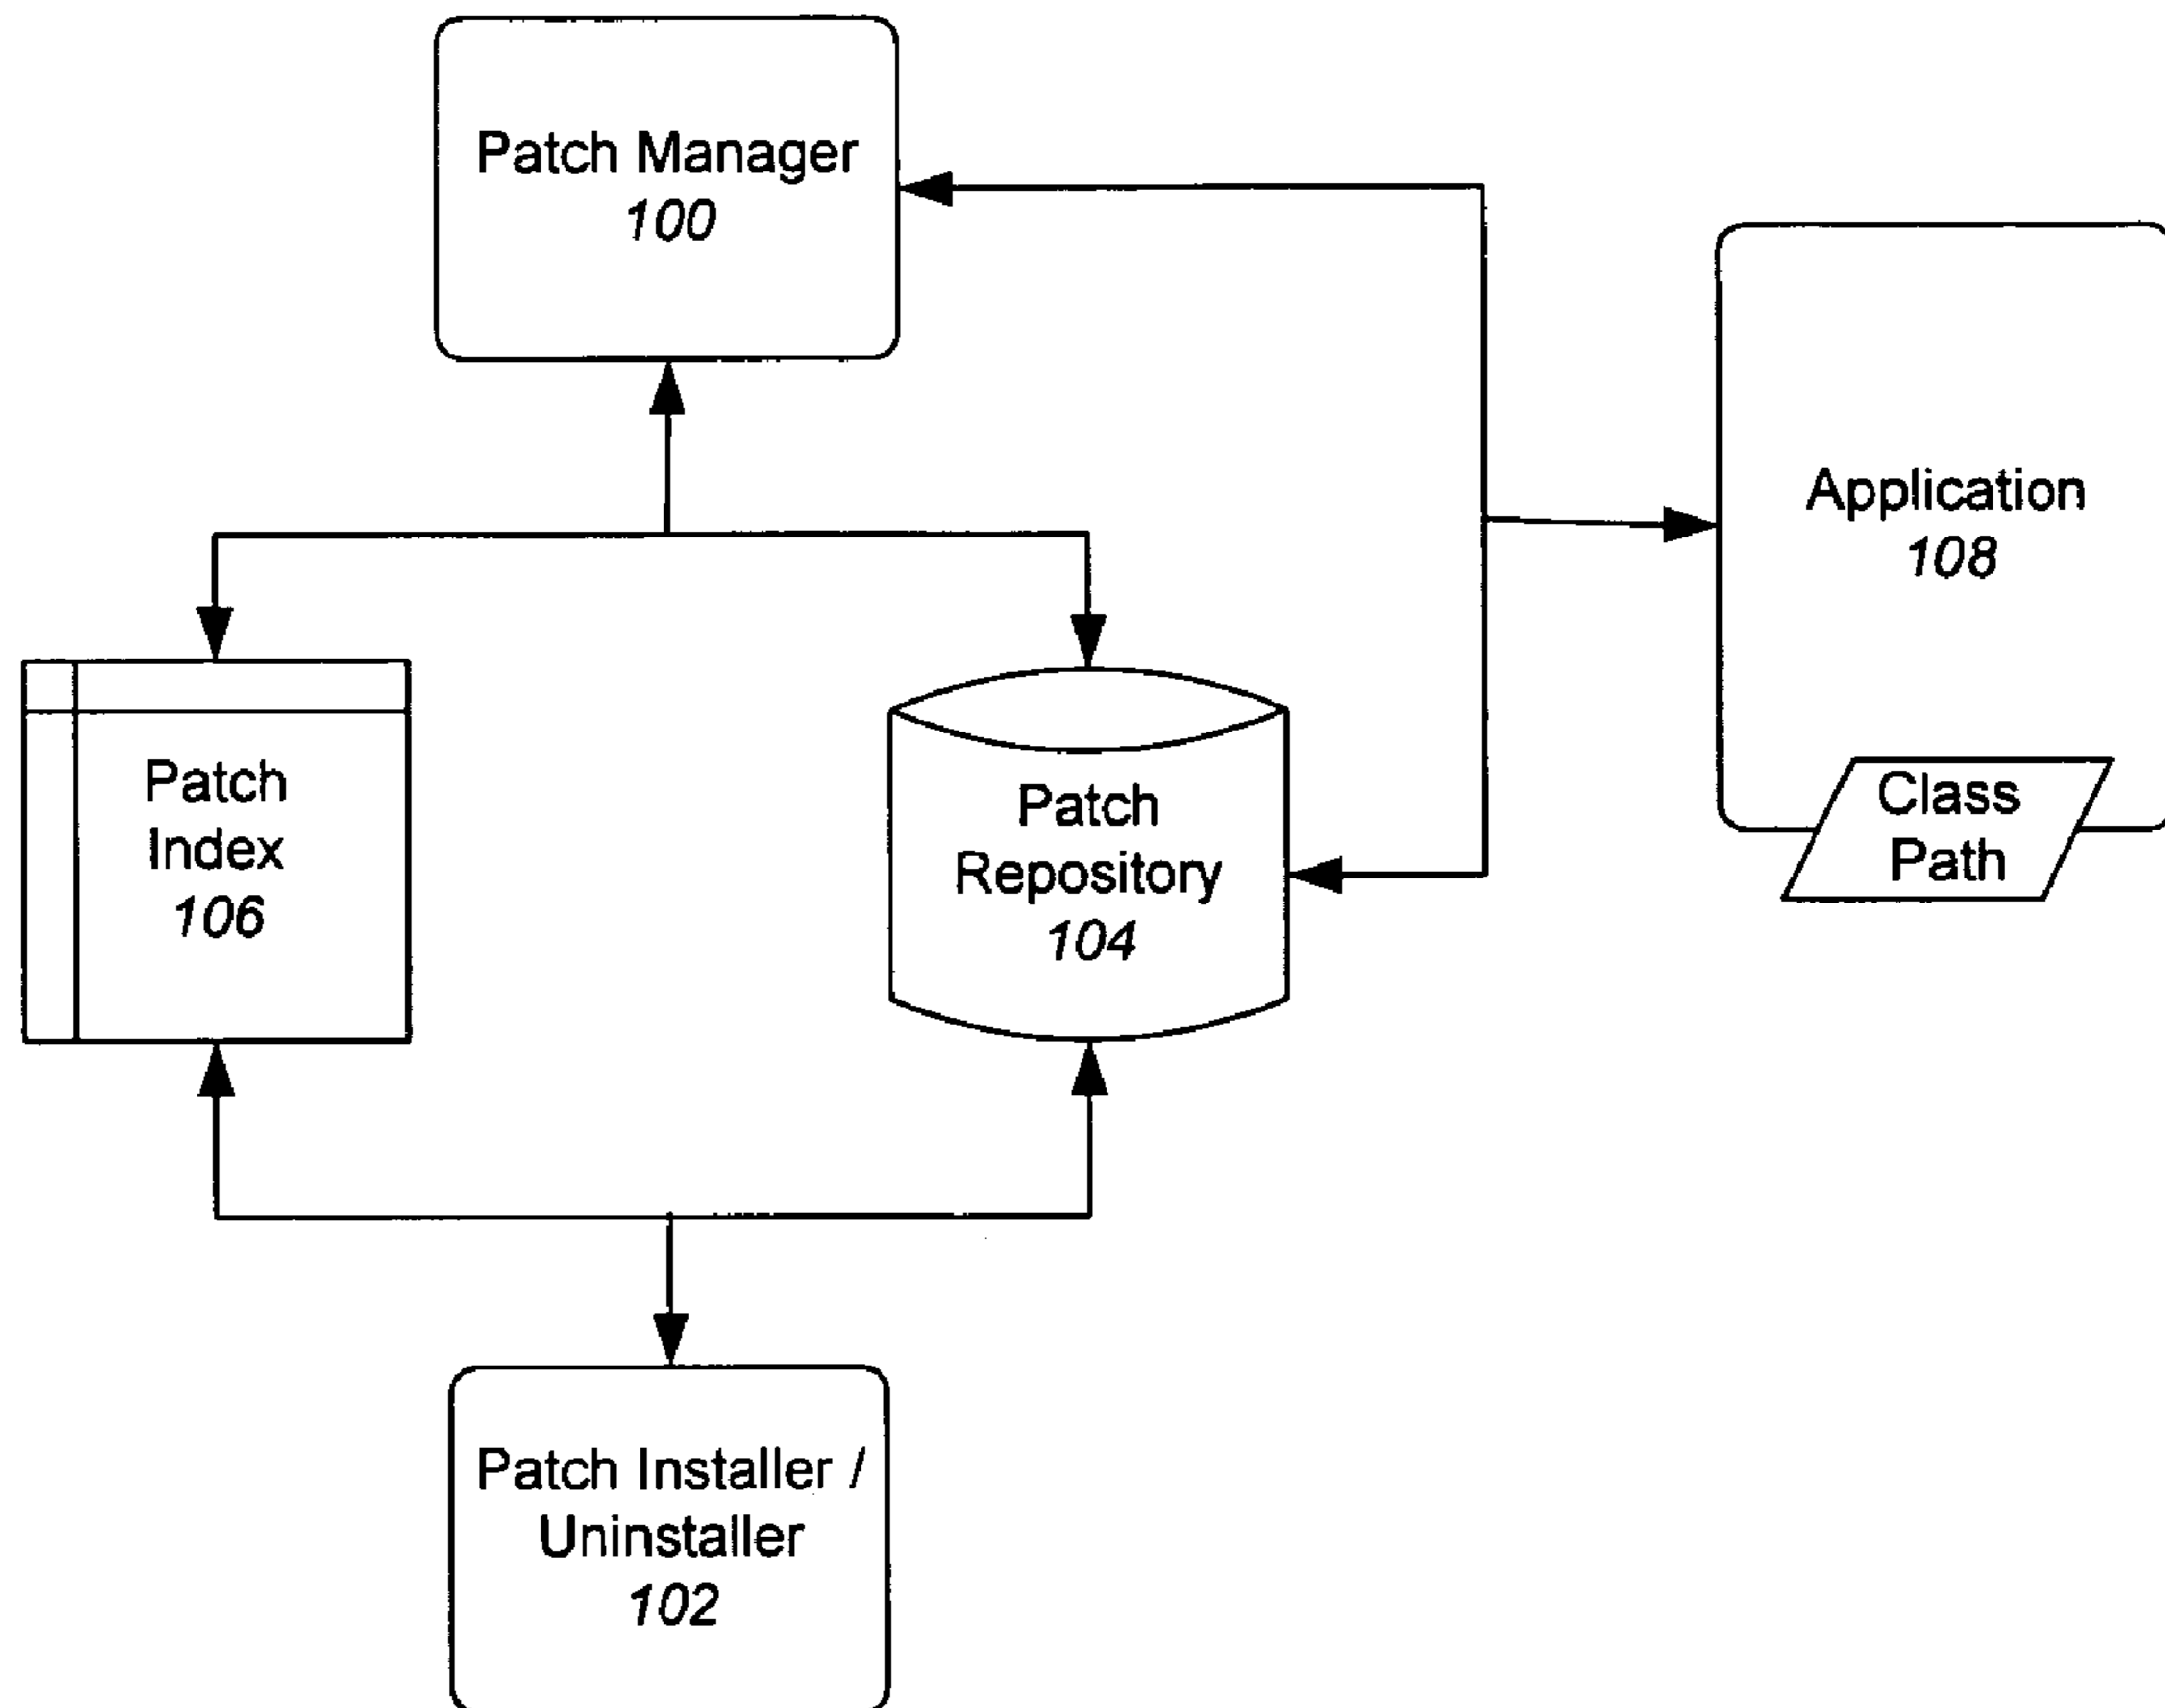 Patch Manager
100
Application
108
Class
Path
Patch
Index
106
Patch
Repository
104
Patch Installer /
Uninstaller
102